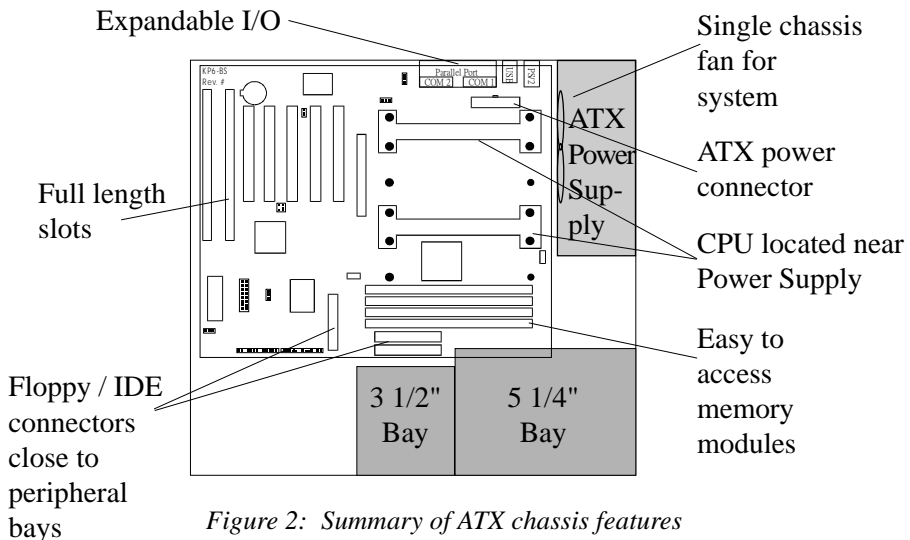 Expandable I/O
Single chassis
fan for
system
KP6-BS
Rev. #
Parallel Port
COM 2
COM 1
USB
PS/2
ATX
Power
Sup-
ply
ATX power
connector
Full length
slots
CPU located near
Power Supply
Easy to
access
memory
modules
Floppy / IDE
connectors
close to
peripheral
bays
3 1/2"
Bay
5 1/4"
Bay
Figure 2:  Summary of ATX chassis features